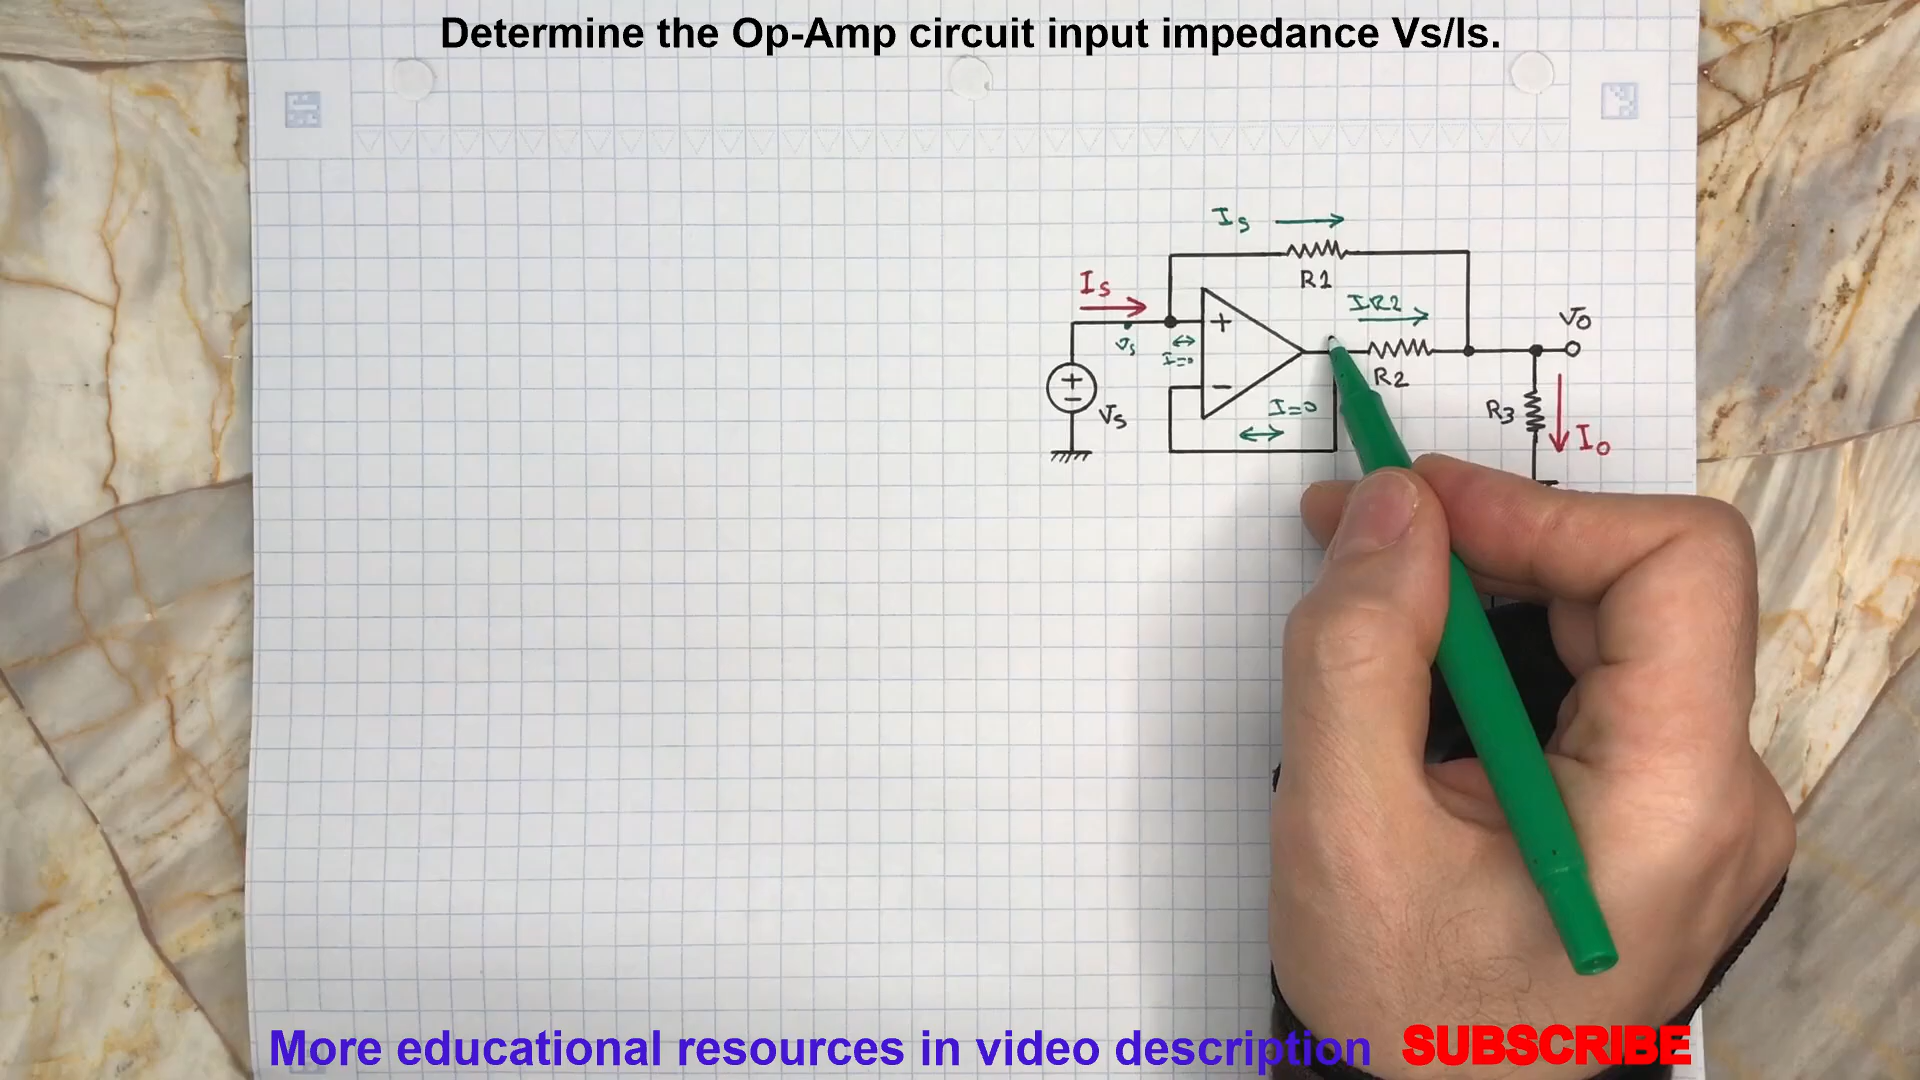 Determine the Op-Amp circuit input impedance Vs/Is.
Is
Is
R1
IR2
Vo
+
Vs
I=0
+
−
R2
Vs
I=0
R3
Io
More educational resources in video description
SUBSCRIBE